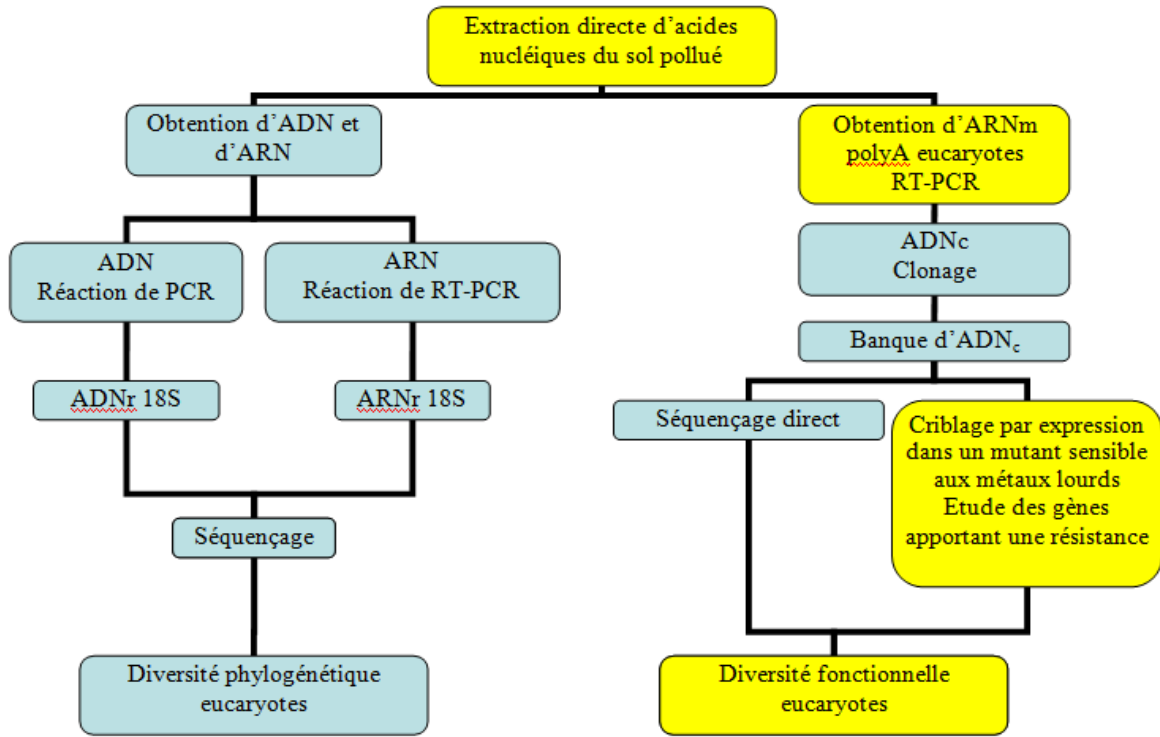 Extraction directe d'acides
nucléiques du sol pollué
Obtention d'ADN et
d'ARN
Obtention d'ARNm
polyA eucaryotes
RT-PCR
ADN
Réaction de PCR
ARN
Réaction de RT-PCR
ADNc
Clonage
Banque d'ADNc
ADNr 18S
ARNr 18S
Séquençage direct
Criblage par expression
dans un mutant sensible
aux métaux lourds
Etude des gènes
apportant une résistance
Séquençage
Diversité phylogénétique
eucaryotes
Diversité fonctionnelle
eucaryotes